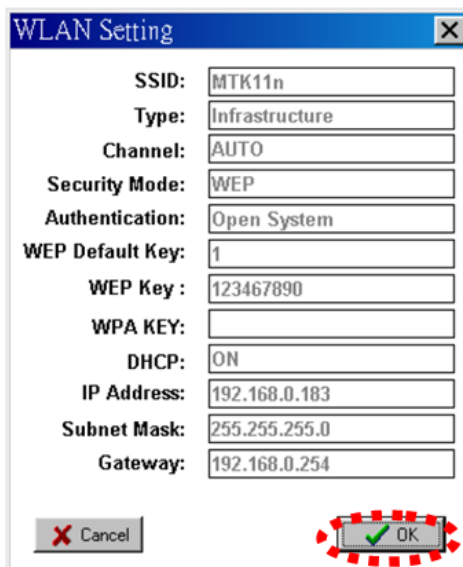 WLAN Setting
SSID: MTK11n
Type: Infrastructure
Channel: AUTO
Security Mode: WEP
Authentication: Open System
WEP Default Key: 1
WEP Key : 123467890
WPA KEY:
DHCP: ON
IP Address: 192.168.0.183
Subnet Mask: 255.255.255.0
Gateway: 192.168.0.254
Cancel OK